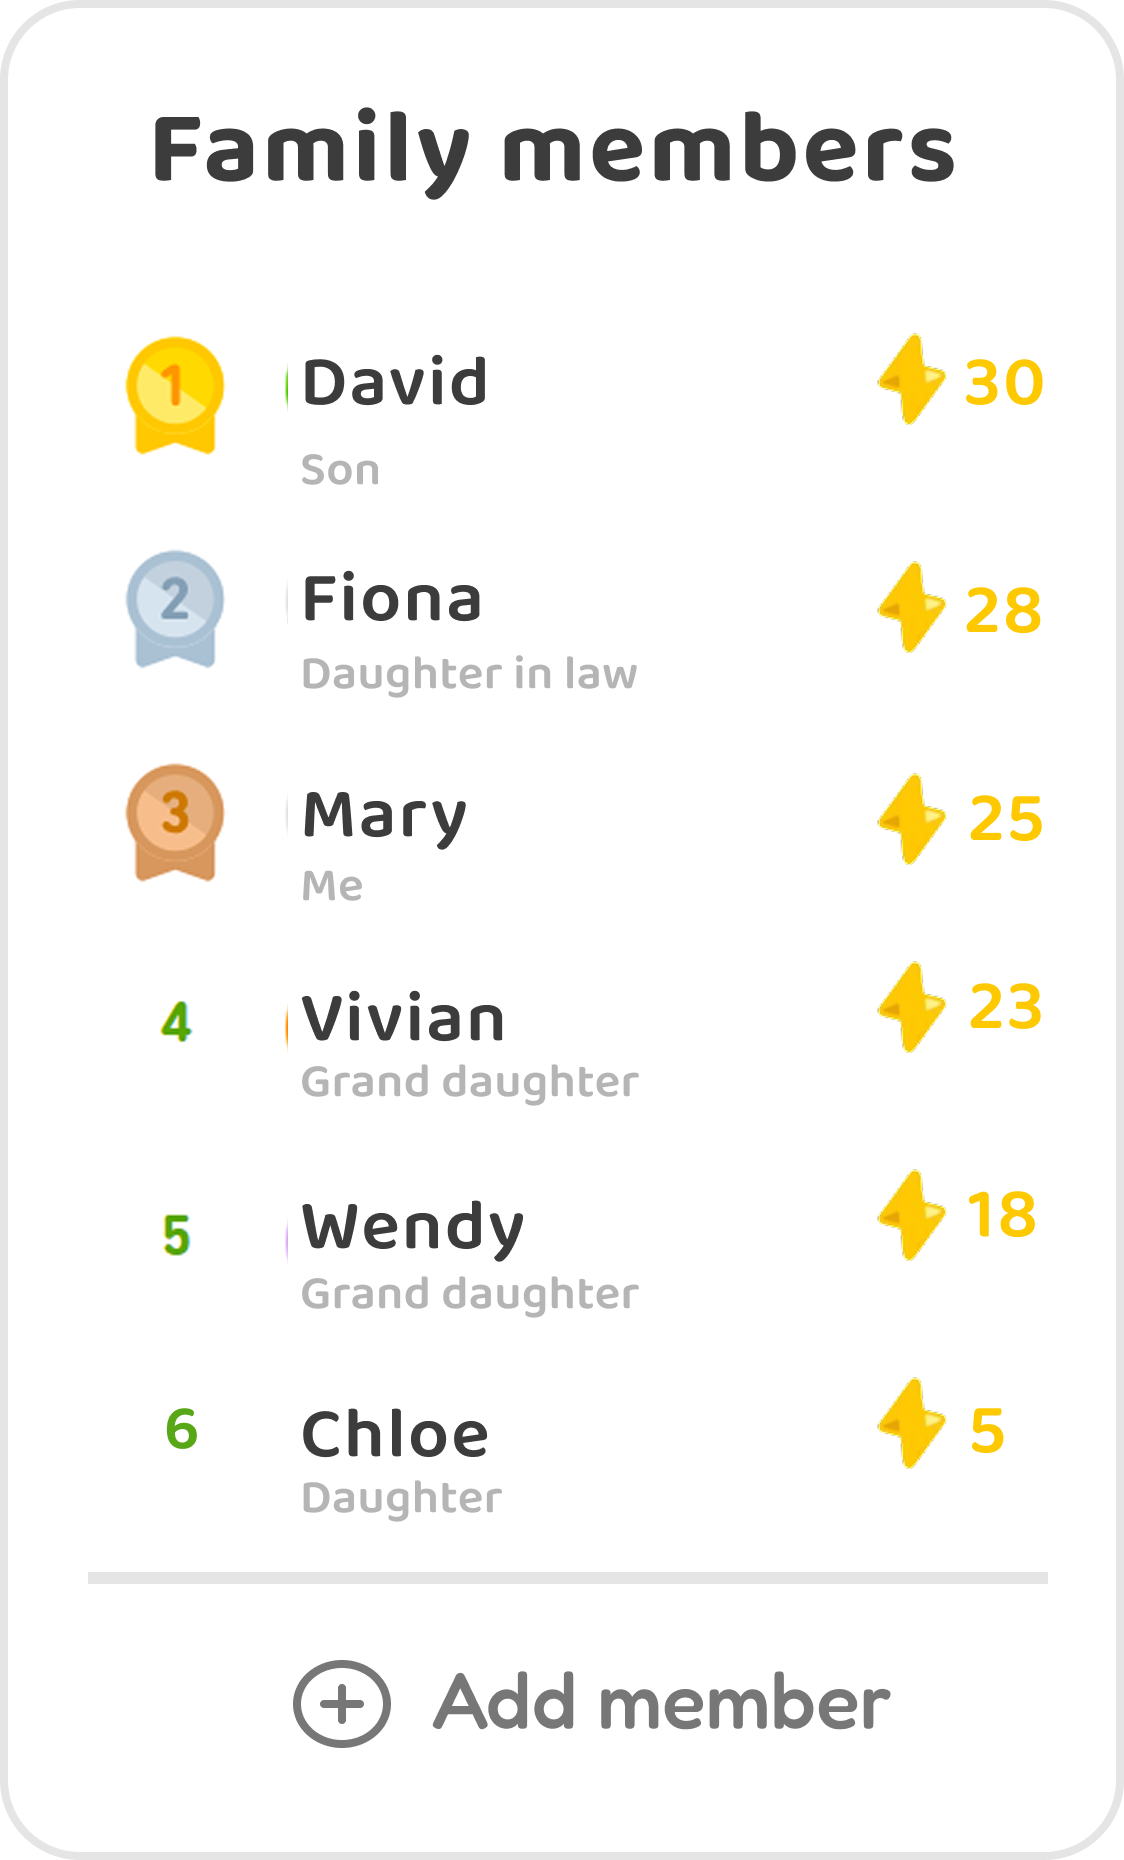 Family members
1 David 30
Son
2 Fiona 28
Daughter in law
3 Mary 25
Me
4 Vivian 23
Grand daughter
5 Wendy 18
Grand daughter
6 Chloe 5
Daughter
Add member